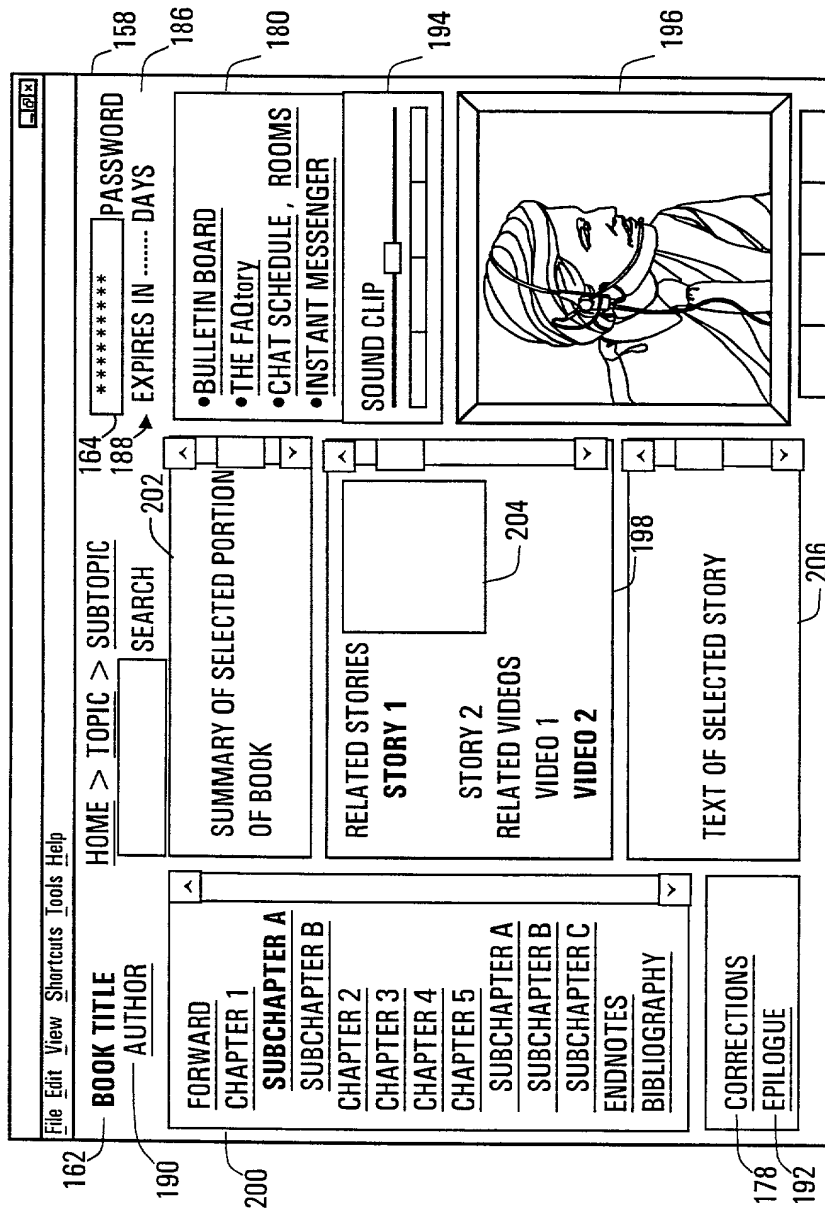 File Edit View Shortcuts Tools Help
162
BOOK TITLE
190
AUTHOR
HOME > TOPIC > SUBTOPIC
SEARCH
202
164
**********
PASSWORD
158
188
EXPIRES IN ....... DAYS
186
200
FORWARD
CHAPTER 1
SUBCHAPTER A
SUBCHAPTER B
CHAPTER 2
CHAPTER 3
CHAPTER 4
CHAPTER 5
SUBCHAPTER A
SUBCHAPTER B
SUBCHAPTER C
ENDNOTES
BIBLIOGRAPHY
178
CORRECTIONS
192
EPILOGUE
SUMMARY OF SELECTED PORTION
OF BOOK
RELATED STORIES
STORY 1
STORY 2
RELATED VIDEOS
VIDEO 1
VIDEO 2
204
198
TEXT OF SELECTED STORY
206
•BULLETIN BOARD
•THE FAQtory
•CHAT SCHEDULE, ROOMS
•INSTANT MESSENGER
180
SOUND CLIP
194
196